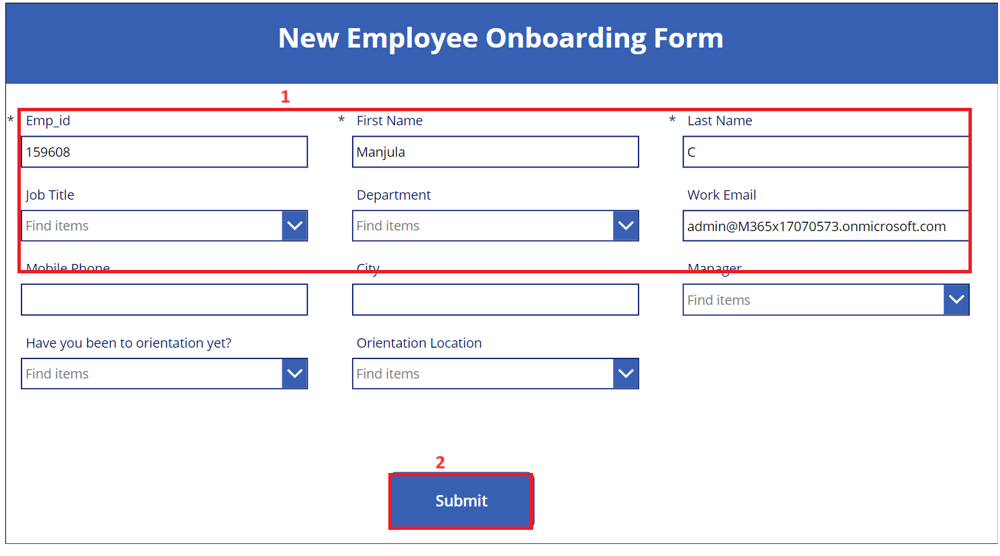 New Employee Onboarding Form
1
* Emp_id * First Name * Last Name
159608 Manjula C
Job Title Department Work Email
Find items Find items admin@M365x17070573.onmicrosoft.com
Mobile Phone City Manager
Find items
Have you been to orientation yet? Orientation Location
Find items Find items
2
Submit